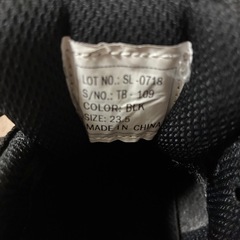 LOT NO.: SL-0718
S/NO.: TB-109
COLOR: BLK
SIZE: 23.5
MADE IN CHINA